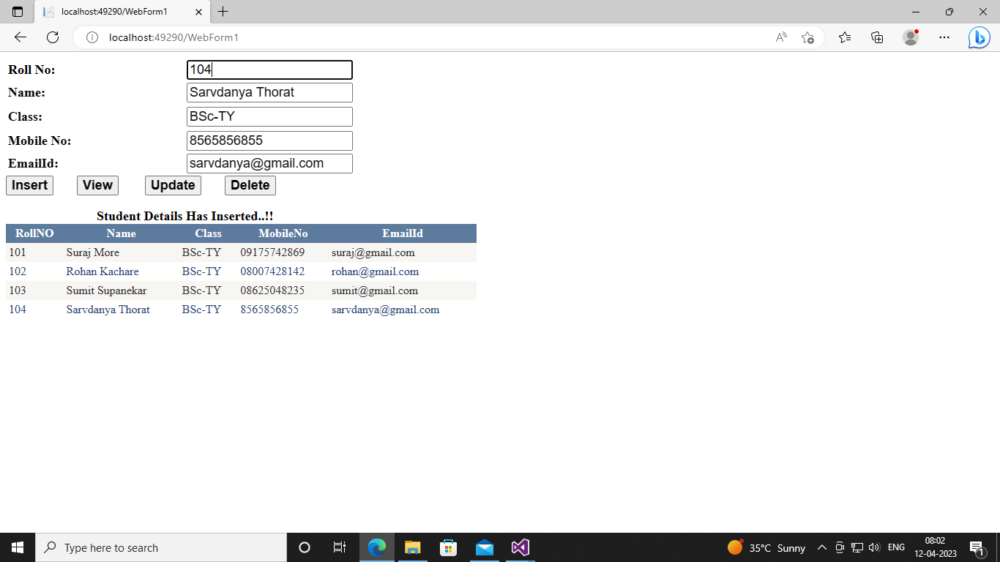 localhost:49290/WebForm1
localhost:49290/WebForm1
Roll No: 104
Name: Sarvdanya Thorat
Class: BSc-TY
Mobile No: 8565856855
EmailId: sarvdanya@gmail.com
Insert View Update Delete
Student Details Has Inserted..!!
RollNO Name Class MobileNo EmailId
101 Suraj More BSc-TY 09175742869 suraj@gmail.com
102 Rohan Kachare BSc-TY 08007428142 rohan@gmail.com
103 Sumit Supanekar BSc-TY 08625048235 sumit@gmail.com
104 Sarvdanya Thorat BSc-TY 8565856855 sarvdanya@gmail.com
Type here to search 35°C Sunny ENG 08:02
12-04-2023 1